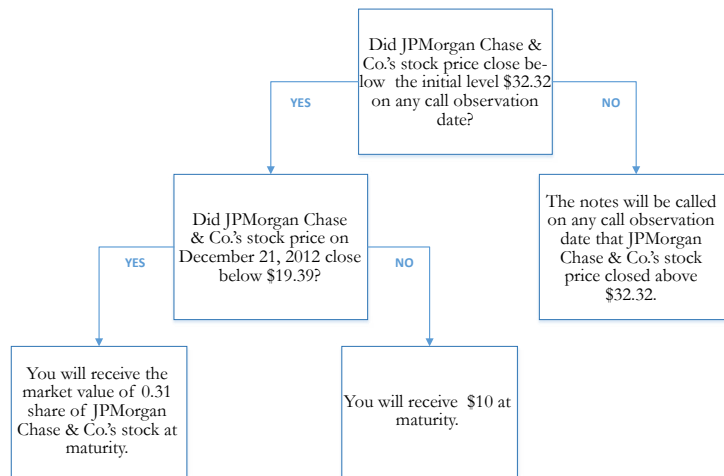 Did JPMorgan Chase &
Co.'s stock price close be-
low the initial level $32.32
on any call observation
date?
YES
NO
Did JPMorgan Chase
& Co.'s stock price on
December 21, 2012 close
below $19.39?
The notes will be called
on any call observation
date that JPMorgan
Chase & Co.'s stock
price closed above
$32.32.
YES
NO
You will receive the
market value of 0.31
share of JPMorgan
Chase & Co.'s stock at
maturity.
You will receive $10 at
maturity.